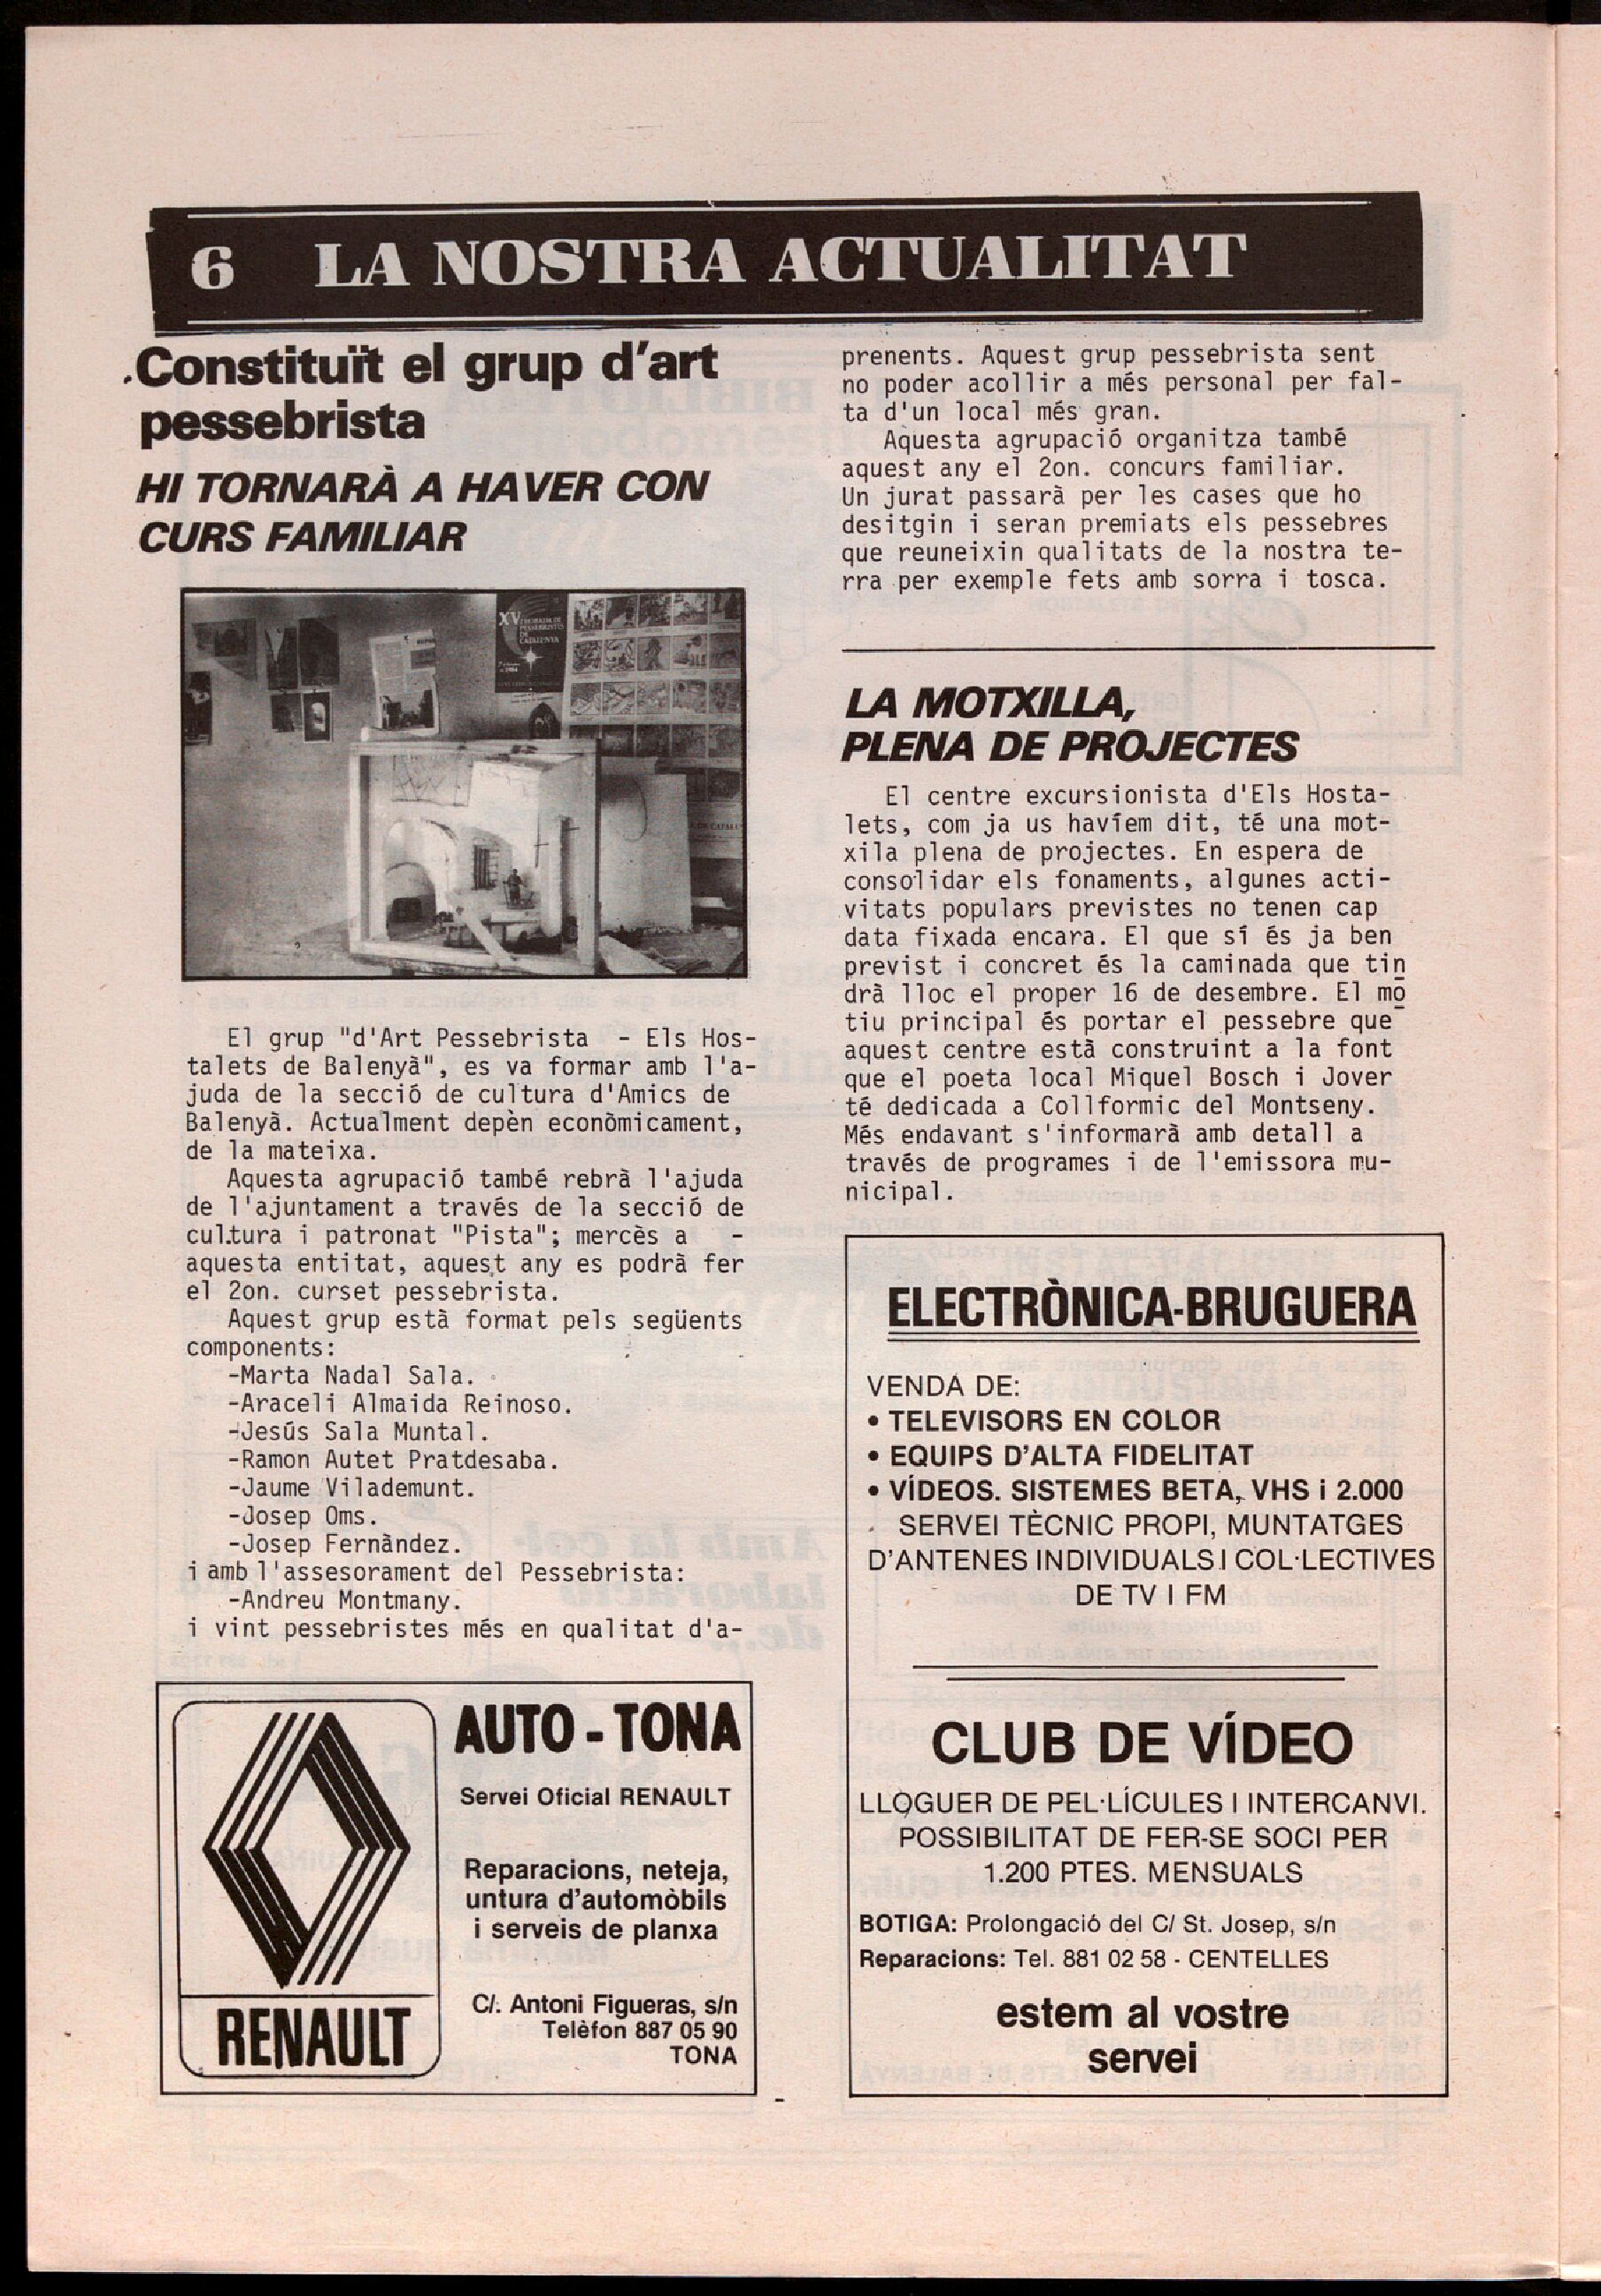 6 LA NOSTRA ACTUALITAT
Constituït el grup d'art
pessebrista
HI TORNARÀ A HAVER CON
CURS FAMILIAR
XV
TROBADA DE
PESSEBRISTES
DE
CATALUNYA
El grup "d'Art Pessebrista - Els Hos-
talets de Balenyà", es va formar amb l'a-
juda de la secció de cultura d'Amics de
Balenyà. Actualment depèn econòmicament,
de la mateixa.
Aquesta agrupació també rebrà l'ajuda
de l'ajuntament a través de la secció de
cultura i patronat "Pista"; mercès a -
aquesta entitat, aquest any es podrà fer
el 2on. curset pessebrista.
Aquest grup està format pels següents
components:
-Marta Nadal Sala.
-Araceli Almaida Reinoso.
-Jesús Sala Muntal.
-Ramon Autet Pratdesaba.
-Jaume Vilademunt.
-Josep Oms.
-Josep Fernàndez.
i amb l'assesorament del Pessebrista:
-Andreu Montmany.
i vint pessebristes més en qualitat d'a-
prenents. Aquest grup pessebrista sent
no poder acollir a més personal per fal-
ta d'un local més gran.
Aquesta agrupació organitza també
aquest any el 2on. concurs familiar.
Un jurat passarà per les cases que ho
desitgin i seran premiats els pessebres
que reuneixin qualitats de la nostra te-
rra per exemple fets amb sorra i tosca.
LA MOTXILLA,
PLENA DE PROJECTES
El centre excursionista d'Els Hosta-
lets, com ja us havíem dit, té una mot-
xila plena de projectes. En espera de
consolidar els fonaments, algunes acti-
vitats populars previstes no tenen cap
data fixada encara. El que sí és ja ben
previst i concret és la caminada que tin
drà lloc el proper 16 de desembre. El mo
tiu principal és portar el pessebre que
aquest centre està construint a la font
que el poeta local Miquel Bosch i Jover
té dedicada a Collformic del Montseny.
Més endavant s'informarà amb detall a
través de programes i de l'emissora mu-
nicipal.
AUTO - TONA
Servei Oficial RENAULT
Reparacions, neteja,
untura d'automòbils
i serveis de planxa
C/. Antoni Figueras, s/n
Telèfon 887 05 90
TONA
RENAULT
ELECTRÒNICA-BRUGUERA
VENDA DE:
• TELEVISORS EN COLOR
• EQUIPS D'ALTA FIDELITAT
• VÍDEOS. SISTEMES BETA, VHS i 2.000
SERVEI TÈCNIC PROPI, MUNTATGES
D'ANTENES INDIVIDUALS I COL·LECTIVES
DE TV I FM
CLUB DE VÍDEO
LLOGUER DE PEL·LÍCULES I INTERCANVI.
POSSIBILITAT DE FER-SE SOCI PER
1.200 PTES. MENSUALS
BOTIGA: Prolongació del C/ St. Josep, s/n
Reparacions: Tel. 881 02 58 - CENTELLES
estem al vostre
servei